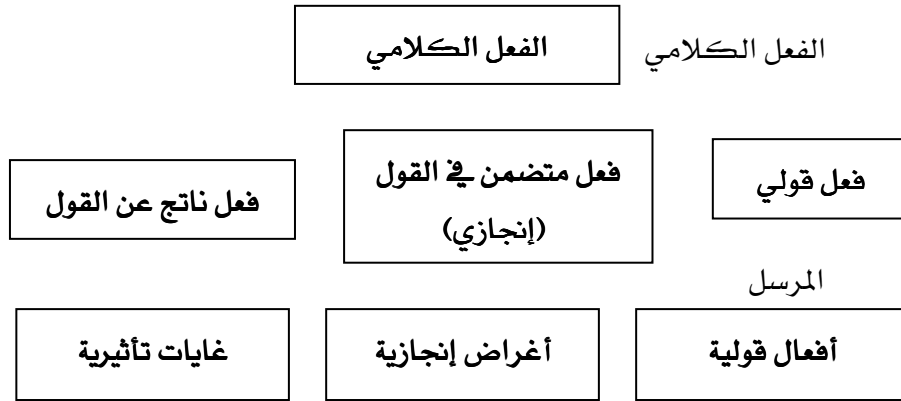 الفعل الكلامي
الفعل الكلامي
فعل قولي
فعل متضمن في القول
(إنجازي)
فعل ناتج عن القول
المرسل
أفعال قولية
أغراض إنجازية
غايات تأثيرية